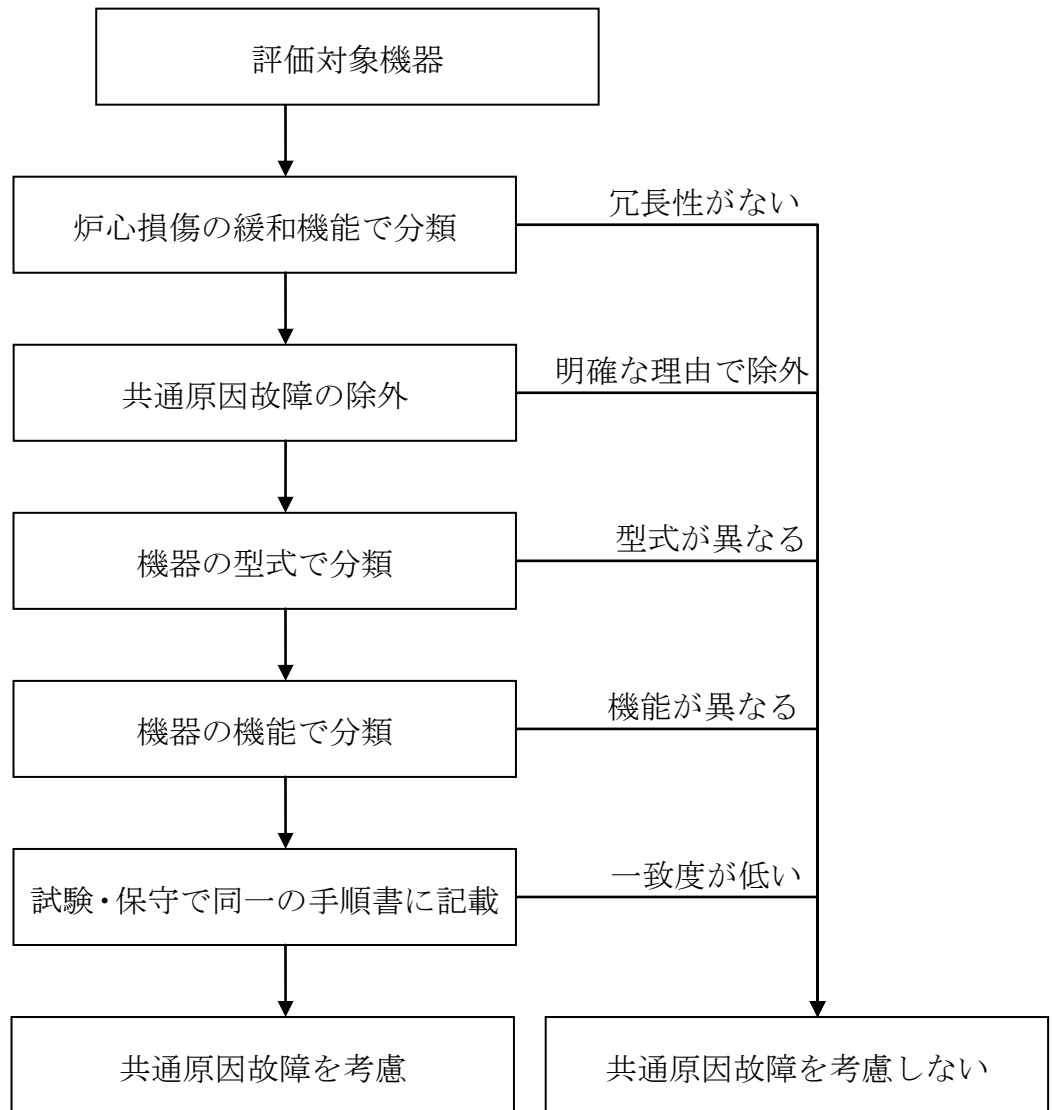 評価対象機器
炉心損傷の緩和機能で分類
冗長性がない
共通原因故障の除外
明確な理由で除外
機器の型式で分類
型式が異なる
機器の機能で分類
機能が異なる
試験・保守で同一の手順書に記載
一致度が低い
共通原因故障を考慮
共通原因故障を考慮しない